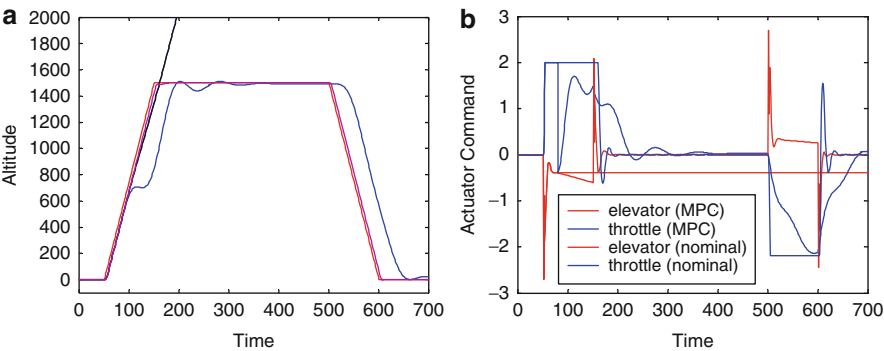 a
2000
1800
1600
1400
1200
1000
800
600
400
200
0
Altitude
0 100 200 300 400 500 600 700
Time
b
3
2
1
0
−1
−2
−3
Actuator Command
elevator (MPC)
throttle (MPC)
elevator (nominal)
throttle (nominal)
0 100 200 300 400 500 600 700
Time